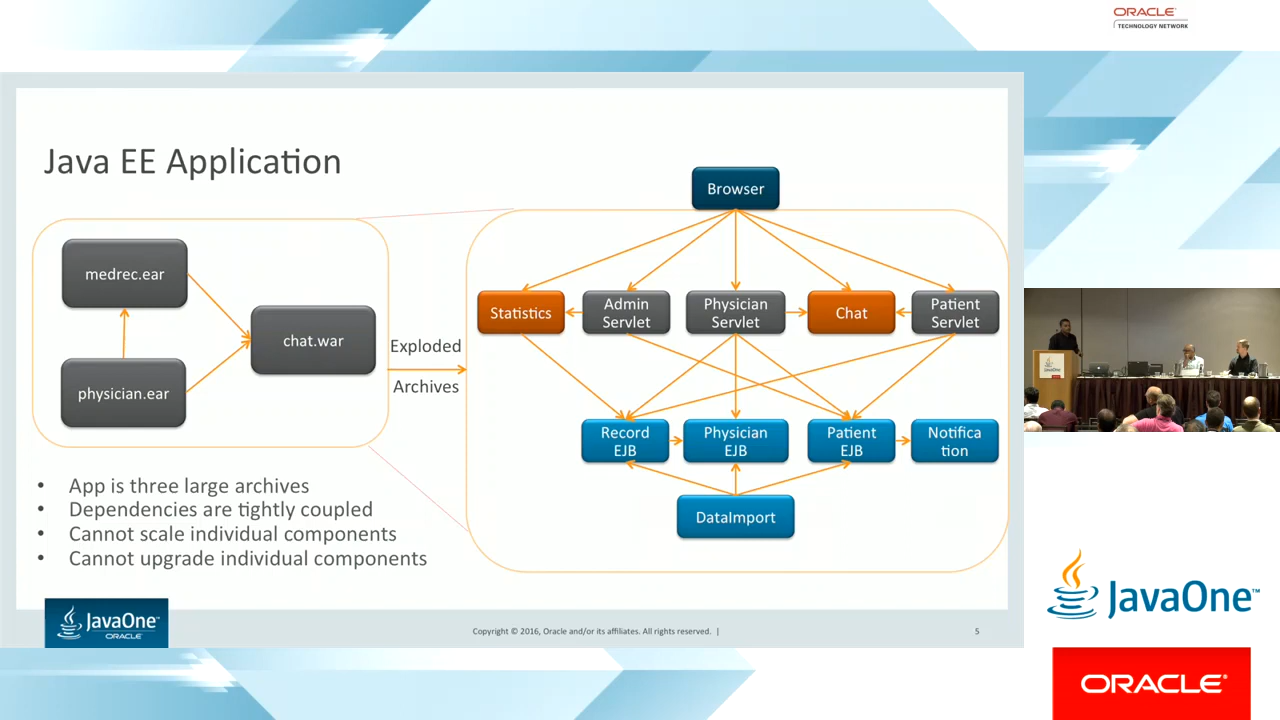 ORACLE
TECHNOLOGY NETWORK
Java EE Application
Browser
medrec.ear
physician.ear
chat.war
Exploded
Archives
Statistics
Admin
Servlet
Physician
Servlet
Chat
Patient
Servlet
Record
EJB
Physician
EJB
Patient
EJB
Notifica
tion
DataImport
• App is three large archives
• Dependencies are tightly coupled
• Cannot scale individual components
• Cannot upgrade individual components
JavaOne™
ORACLE
Copyright © 2016, Oracle and/or its affiliates. All rights reserved. |
5
JavaOne™
ORACLE®